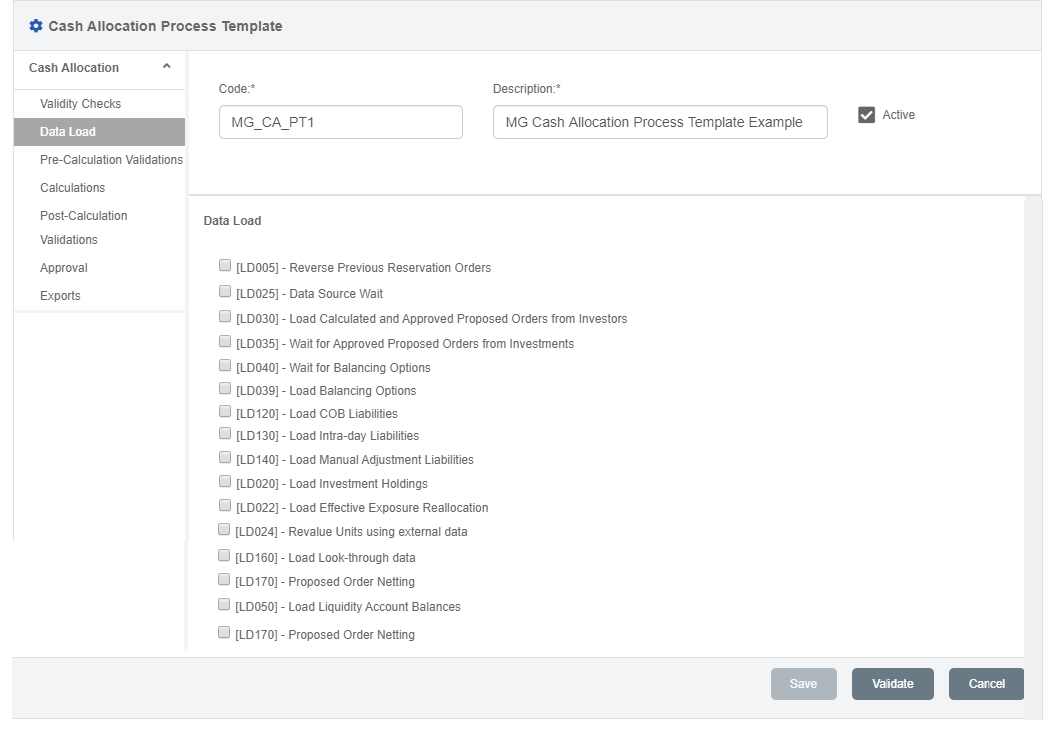 Cash Allocation Process Template
Cash Allocation
Validity Checks
Data Load
Pre-Calculation Validations
Calculations
Post-Calculation
Validations
Approval
Exports
Code:*
Description:*
MG_CA_PT1
MG Cash Allocation Process Template Example
Active
Data Load
[LD005] - Reverse Previous Reservation Orders
[LD025] - Data Source Wait
[LD030] - Load Calculated and Approved Proposed Orders from Investors
[LD035] - Wait for Approved Proposed Orders from Investments
[LD040] - Wait for Balancing Options
[LD039] - Load Balancing Options
[LD120] - Load COB Liabilities
[LD130] - Load Intra-day Liabilities
[LD140] - Load Manual Adjustment Liabilities
[LD020] - Load Investment Holdings
[LD022] - Load Effective Exposure Reallocation
[LD024] - Revalue Units using external data
[LD160] - Load Look-through data
[LD170] - Proposed Order Netting
[LD050] - Load Liquidity Account Balances
[LD170] - Proposed Order Netting
Save
Validate
Cancel